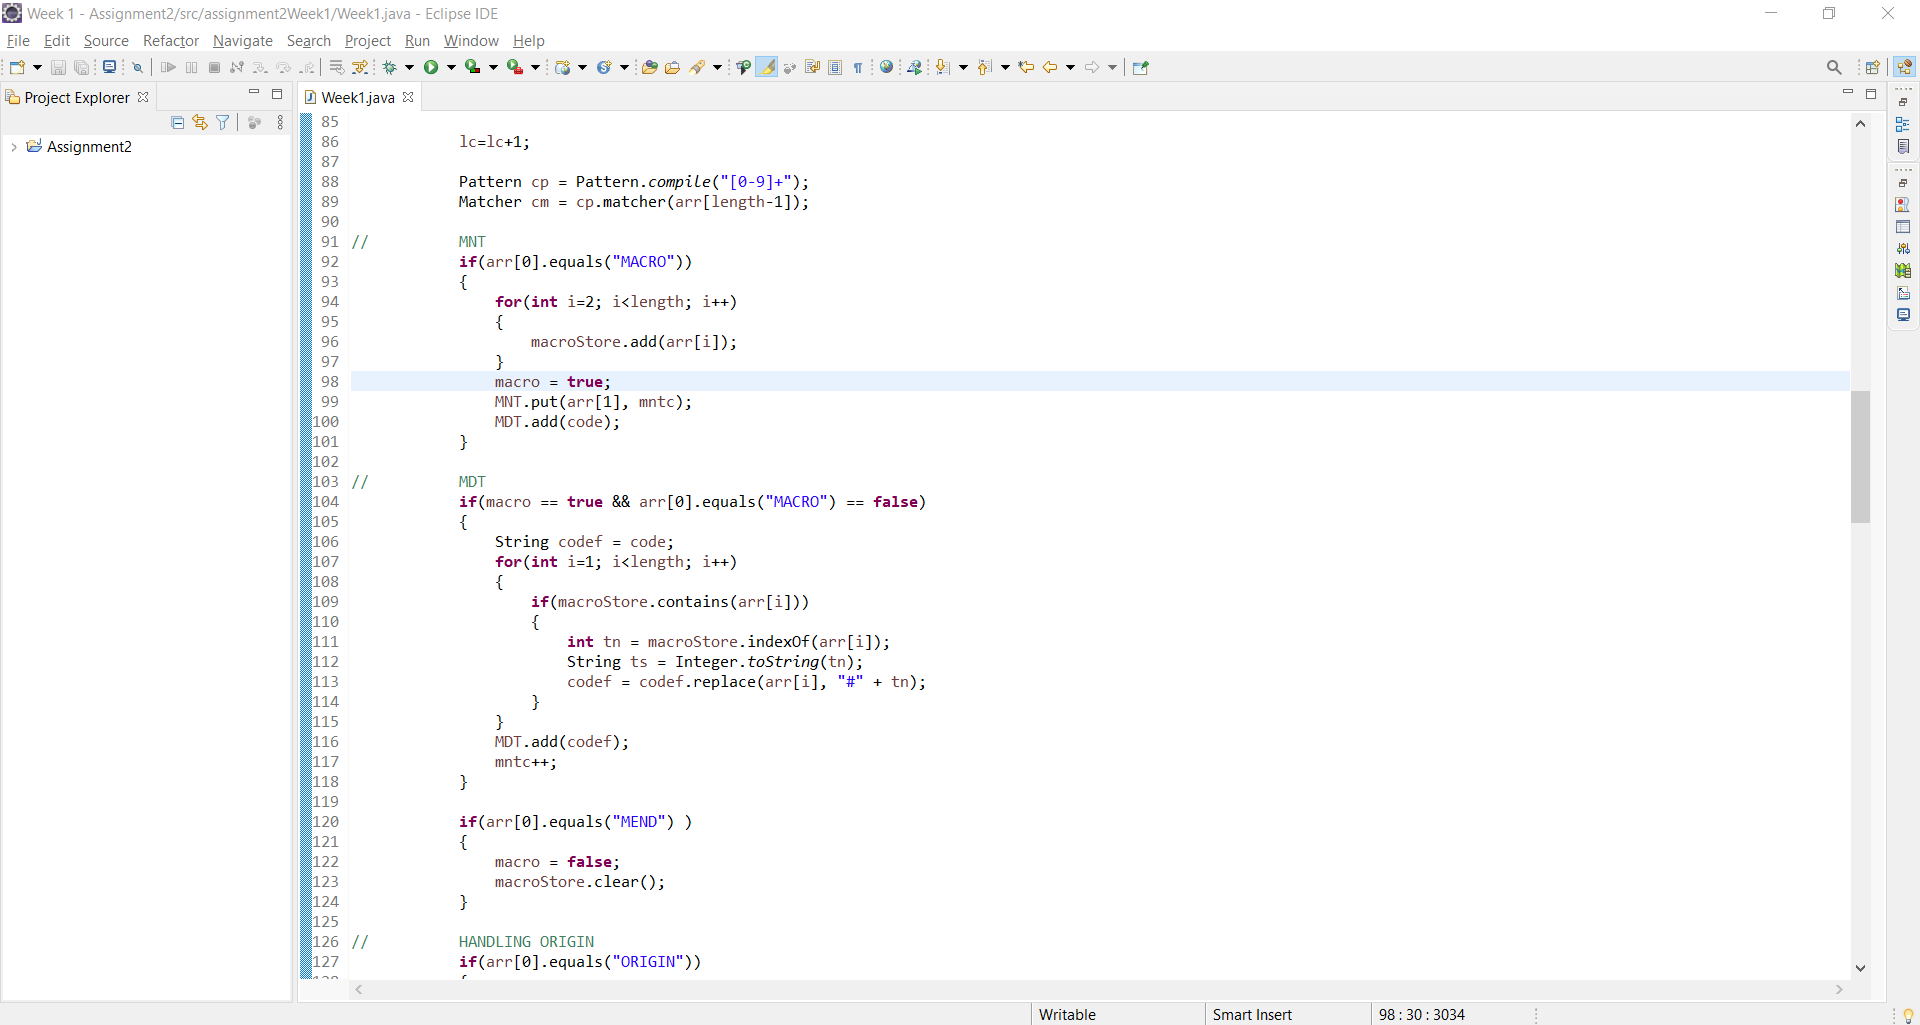 Week 1 - Assignment2/src/assignment2Week1/Week1.java - Eclipse IDE
File Edit Source Refactor Navigate Search Project Run Window Help
Project Explorer
Week1.java
Assignment2
85
86 lc=lc+1;
87
88 Pattern cp = Pattern.compile("[0-9]+");
89 Matcher cm = cp.matcher(arr[length-1]);
90
91 // MNT
92 if(arr[0].equals("MACRO"))
93 {
94 for(int i=2; i<length; i++)
95 {
96 macroStore.add(arr[i]);
97 }
98 macro = true;
99 MNT.put(arr[1], mntc);
100 MDT.add(code);
101 }
102
103 // MDT
104 if(macro == true && arr[0].equals("MACRO") == false)
105 {
106 String codef = code;
107 for(int i=1; i<length; i++)
108 {
109 if(macroStore.contains(arr[i]))
110 {
111 int tn = macroStore.indexOf(arr[i]);
112 String ts = Integer.toString(tn);
113 codef = codef.replace(arr[i], "#" + tn);
114 }
115 }
116 MDT.add(codef);
117 mntc++;
118 }
119
120 if(arr[0].equals("MEND") )
121 {
122 macro = false;
123 macroStore.clear();
124 }
125
126 // HANDLING ORIGIN
127 if(arr[0].equals("ORIGIN"))
Writable Smart Insert 98 : 30 : 3034